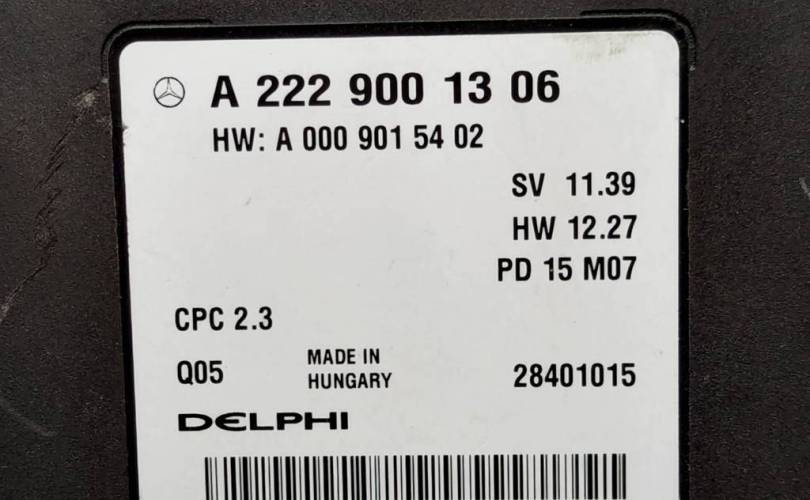 A 222 900 13 06
HW: A 000 901 54 02
SV 11.39
HW 12.27
PD 15 M07
CPC 2.3
Q05 MADE IN HUNGARY 28401015
DELPHI